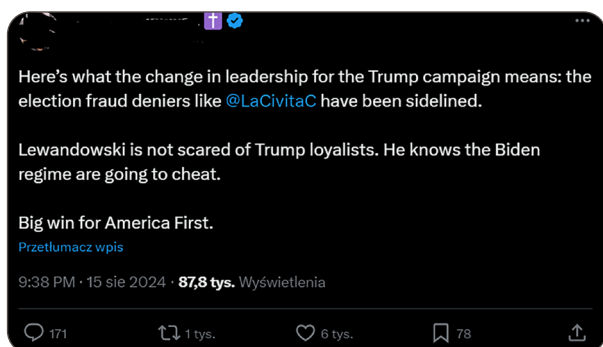 Here's what the change in leadership for the Trump campaign means: the
election fraud deniers like @LaCivitaC have been sidelined.
Lewandowski is not scared of Trump loyalists. He knows the Biden
regime are going to cheat.
Big win for America First.
Przetłumacz wpis
9:38 PM · 15 sie 2024 · 87,8 tys. Wyświetlenia
171 1 tys. 6 tys. 78